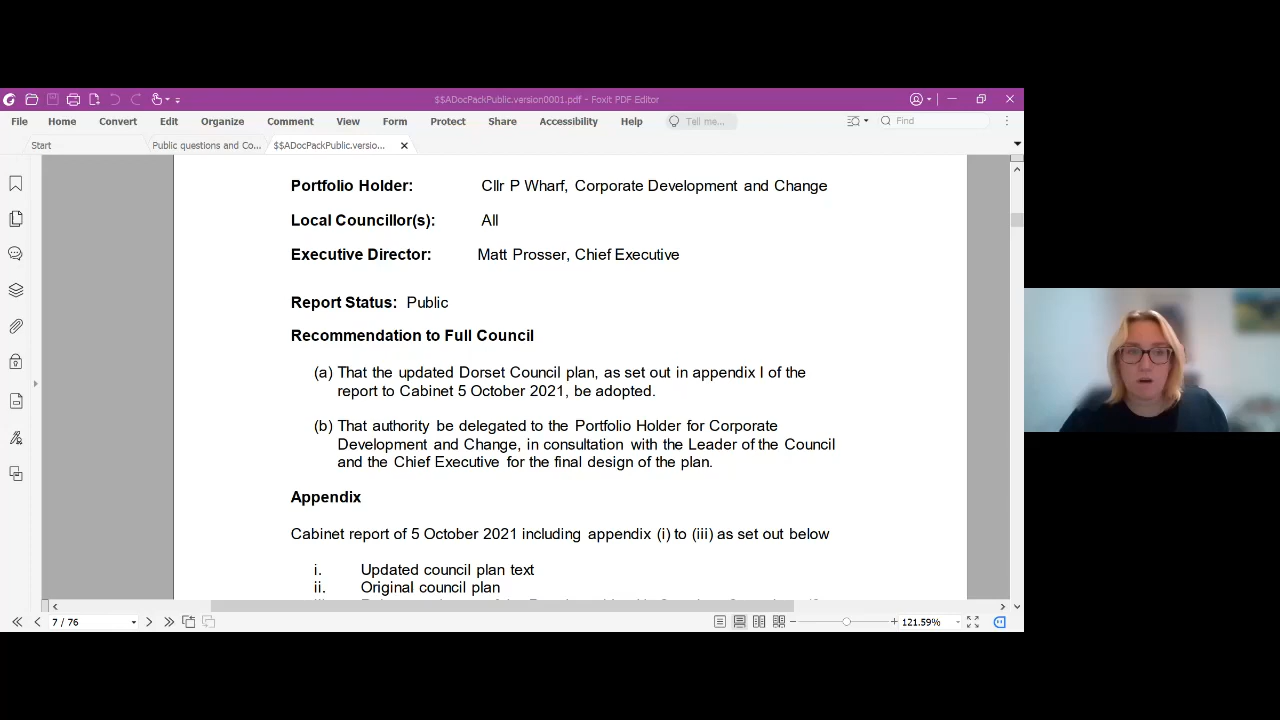 $$ADocPackPublic.version0001.pdf - Foxit PDF Editor
File Home Convert Edit Organize Comment View Form Protect Share Accessibility Help Tell me... Find
Start Public questions and Co... $$ADocPackPublic.versio...
Portfolio Holder: Cllr P Wharf, Corporate Development and Change
Local Councillor(s): All
Executive Director: Matt Prosser, Chief Executive
Report Status: Public
Recommendation to Full Council
(a) That the updated Dorset Council plan, as set out in appendix I of the
report to Cabinet 5 October 2021, be adopted.
(b) That authority be delegated to the Portfolio Holder for Corporate
Development and Change, in consultation with the Leader of the Council
and the Chief Executive for the final design of the plan.
Appendix
Cabinet report of 5 October 2021 including appendix (i) to (iii) as set out below
i. Updated council plan text
ii. Original council plan
7 / 76 121.59%